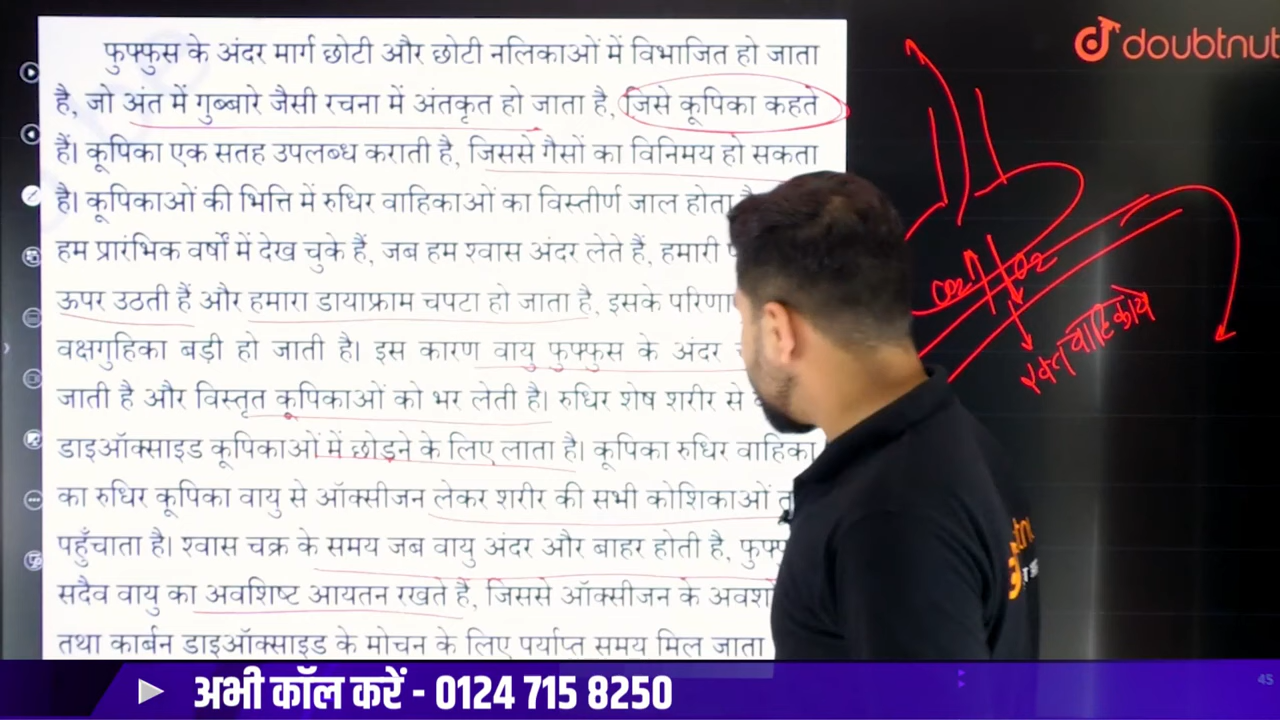 फुफ्फुस के अंदर मार्ग छोटी और छोटी नलिकाओं में विभाजित हो जाता
है, जो अंत में गुब्बारे जैसी रचना में अंतकृत हो जाता है, जिसे कूपिका कहते
हैं। कूपिका एक सतह उपलब्ध कराती है, जिससे गैसों का विनिमय हो सकता
है। कूपिकाओं की भित्ति में रुधिर वाहिकाओं का विस्तीर्ण जाल होता
हम प्रारंभिक वर्षों में देख चुके हैं, जब हम श्वास अंदर लेते हैं, हमारी
ऊपर उठती हैं और हमारा डायाफ्राम चपटा हो जाता है, इसके
वक्षगुहिका बड़ी हो जाती है। इस कारण वायु फुफ्फुस के अंदर
जाती है और विस्तृत कूपिकाओं को भर लेती है। रुधिर शेष शरीर से
डाइऑक्साइड कूपिकाओं में छोड़ने के लिए लाता है। कूपिका रुधिर वाहिका
का रुधिर कूपिका वायु से ऑक्सीजन लेकर शरीर की सभी कोशिकाओं
पहुँचाता है। श्वास चक्र के समय जब वायु अंदर और बाहर होती है,
सदैव वायु का अवशिष्ट आयतन रखते हैं, जिससे ऑक्सीजन के
तथा कार्बन डाइऑक्साइड के मोचन के लिए पर्याप्त समय मिल जाता
doubtnut
CO2 O2
रक्त वाहिकाये
अभी कॉल करें - 0124 715 8250
45